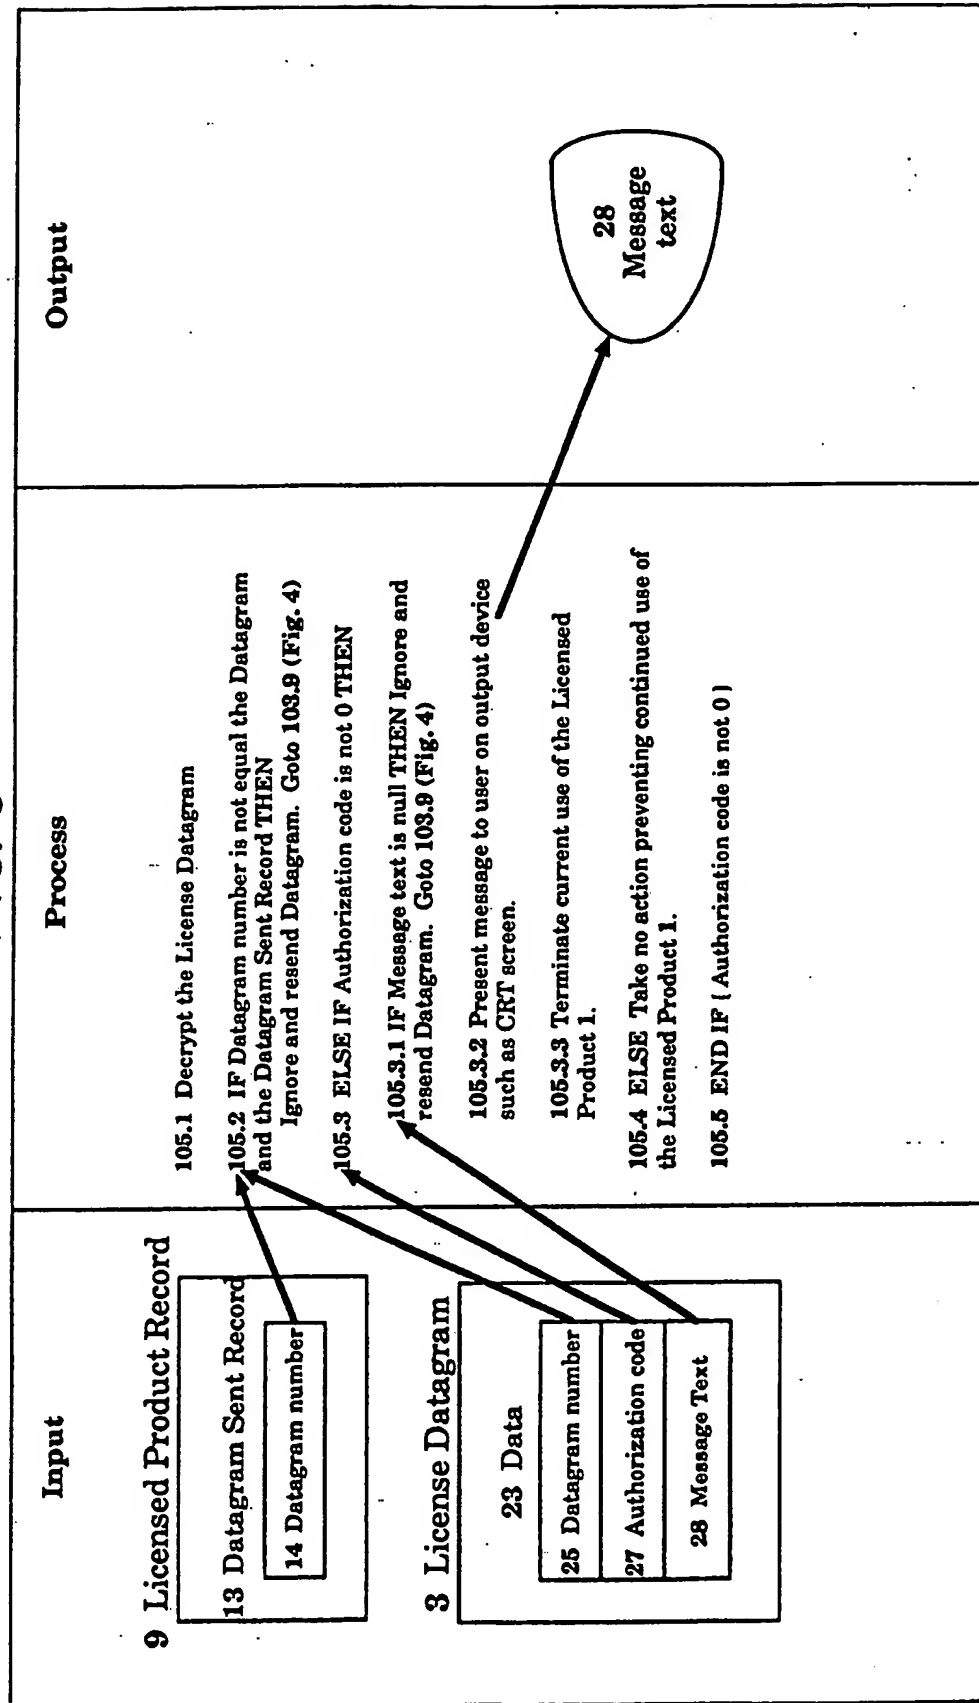 Input
Process
Output
9 Licensed Product Record
13 Datagram Sent Record
14 Datagram number
3 License Datagram
23 Data
25 Datagram number
27 Authorization code
28 Message Text
105.1 Decrypt the License Datagram
105.2 IF Datagram number is not equal the Datagram
and the Datagram Sent Record THEN
Ignore and resend Datagram. Goto 103.9 (Fig. 4)
105.3 ELSE IF Authorization code is not 0 THEN
105.3.1 IF Message text is null THEN Ignore and
resend Datagram. Goto 103.9 (Fig. 4)
105.3.2 Present message to user on output device
such as CRT screen.
105.3.3 Terminate current use of the Licensed
Product 1.
105.4 ELSE Take no action preventing continued use of
the Licensed Product 1.
105.5 END IF { Authorization code is not 0 }
28
Message
text